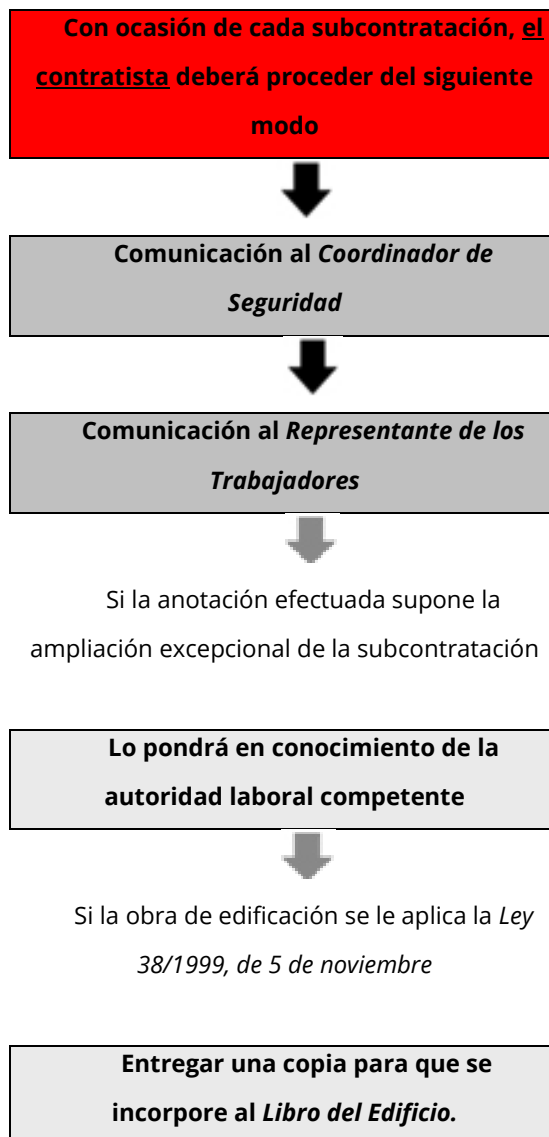 Con ocasión de cada subcontratación, el
contratista deberá proceder del siguiente
modo
Comunicación al Coordinador de
Seguridad
Comunicación al Representante de los
Trabajadores
Si la anotación efectuada supone la
ampliación excepcional de la subcontratación
Lo pondrá en conocimiento de la
autoridad laboral competente
Si la obra de edificación se le aplica la Ley
38/1999, de 5 de noviembre
Entregar una copia para que se
incorpore al Libro del Edificio.